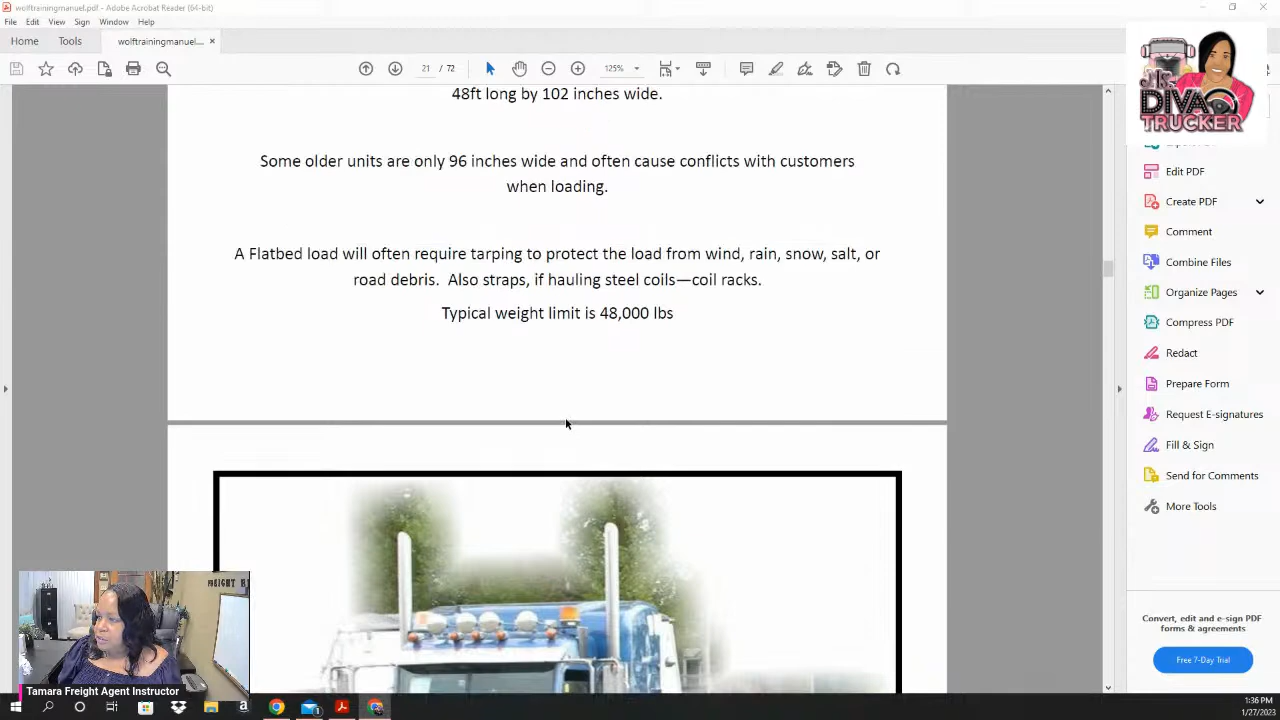 wolftrainingmanuel.pdf - Adobe Acrobat Reader (64-bit)
File Edit View Sign Window Help
Home Tools wolftrainingmanuel...
21 /
125%
48ft long by 102 inches wide.
Some older units are only 96 inches wide and often cause conflicts with customers
when loading.
A Flatbed load will often require tarping to protect the load from wind, rain, snow, salt, or
road debris. Also straps, if hauling steel coils—coil racks.
Typical weight limit is 48,000 lbs
DIVA
TRUCKER
Edit PDF
Create PDF
Comment
Combine Files
Organize Pages
Compress PDF
Redact
Prepare Form
Request E-signatures
Fill & Sign
Send for Comments
More Tools
Convert, edit and e-sign PDF
forms & agreements
Free 7-Day Trial
Tamara Freight Agent Instructor
1:36 PM
1/27/2023